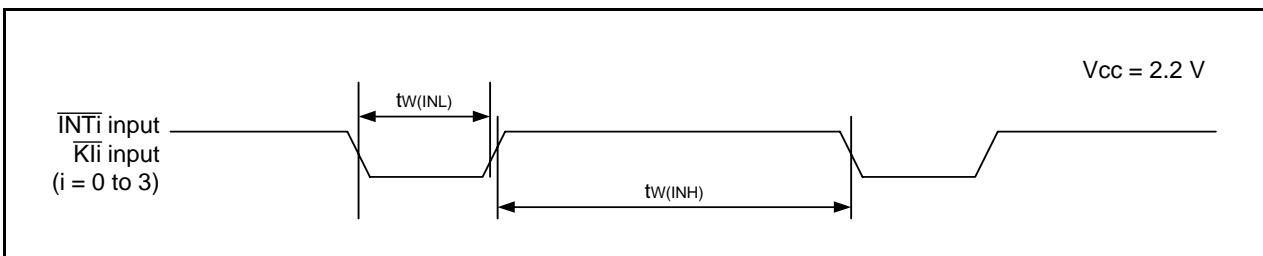 Vcc = 2.2 V
tW(INL)
INTi input
KIi input
(i = 0 to 3)
tW(INH)